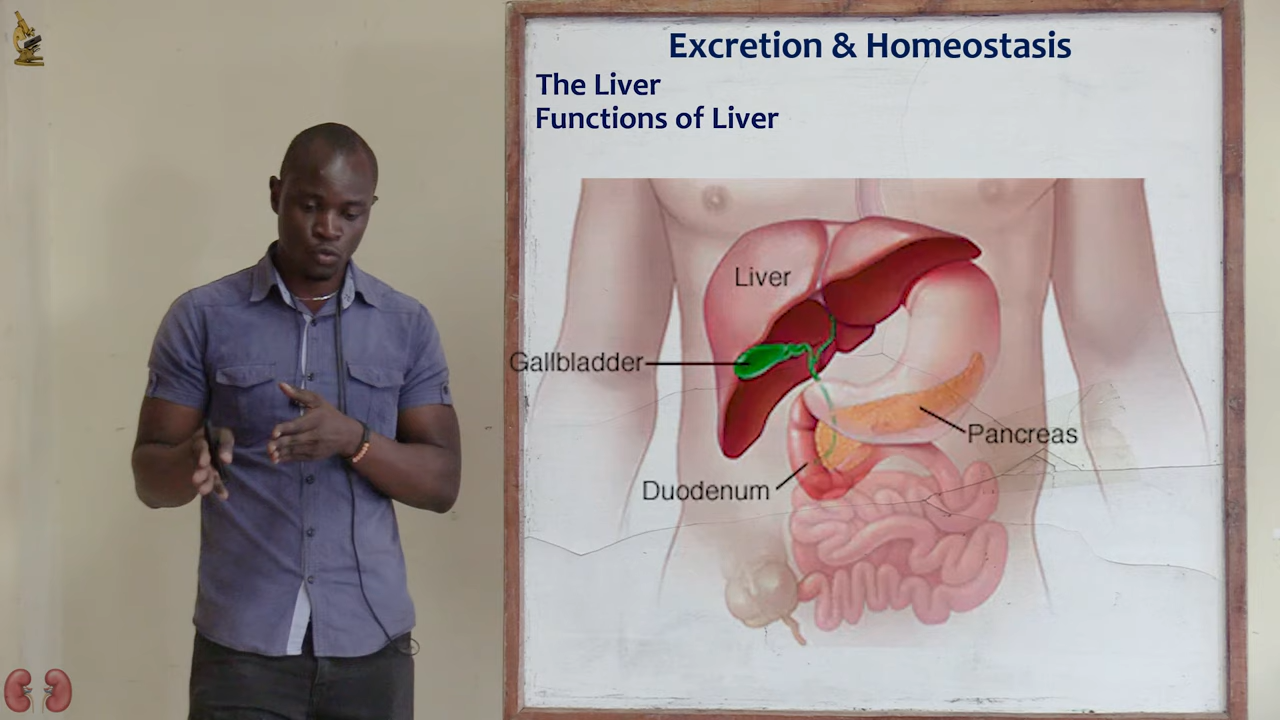 Excretion & Homeostasis
The Liver
Functions of Liver
Liver
Gallbladder
Pancreas
Duodenum